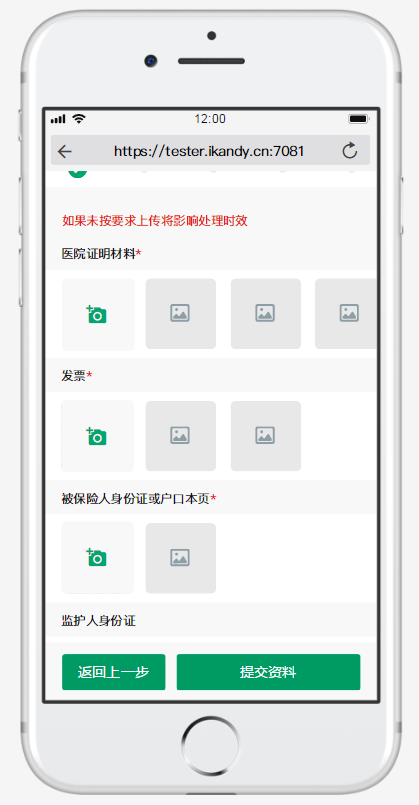 12:00
https://tester.ikandy.cn:7081
如果未按要求上传将影响处理时效
医院证明材料*
发票*
被保险人身份证或户口本页*
监护人身份证
返回上一步 提交资料